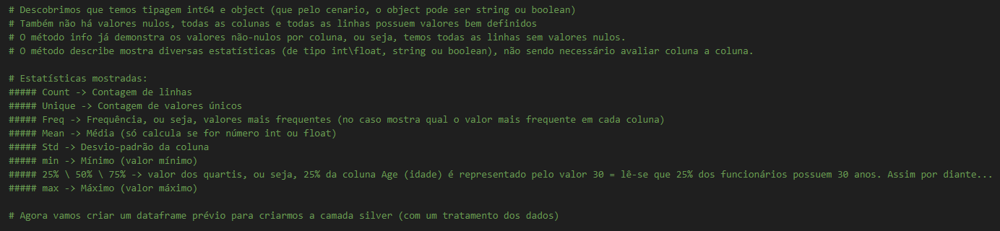 # Descobrimos que temos tipagem int64 e object (que pelo cenario, o object pode ser string ou boolean)
# Também não há valores nulos, todas as colunas e todas as linhas possuem valores bem definidos
# O método info já demonstra os valores não-nulos por coluna, ou seja, temos todas as linhas sem valores nulos.
# O método describe mostra diversas estatísticas (de tipo int\float, string ou boolean), não sendo necessário avaliar coluna a coluna.
# Estatísticas mostradas:
##### Count -> Contagem de linhas
##### Unique -> Contagem de valores únicos
##### Freq -> Frequência, ou seja, valores mais frequentes (no caso mostra qual o valor mais frequente em cada coluna)
##### Mean -> Média (só calcula se for número int ou float)
##### Std -> Desvio-padrão da coluna
##### min -> Mínimo (valor mínimo)
##### 25% \ 50% \ 75% -> valor dos quartis, ou seja, 25% da coluna Age (idade) é representado pelo valor 30 = lê-se que 25% dos funcionários possuem 30 anos. Assim por diante...
##### max -> Máximo (valor máximo)
# Agora vamos criar um dataframe prévio para criarmos a camada silver (com um tratamento dos dados)